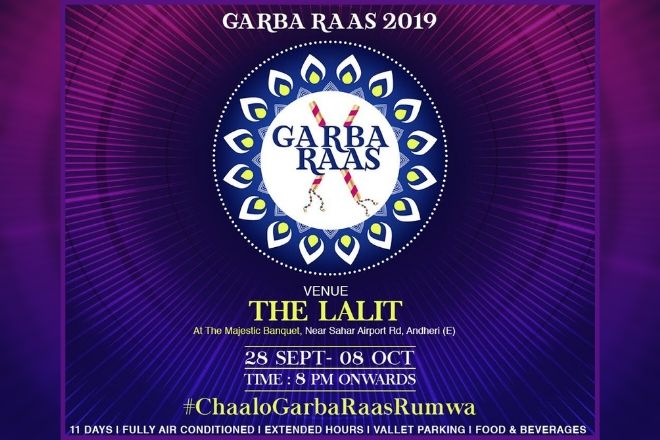 GARBA RAAS 2019
GARBA
RAAS
VENUE
THE LALIT
At The Majestic Banquet, Near Sahar Airport Rd, Andheri (E)
28 SEPT- 08 OCT
TIME : 8 PM ONWARDS
#ChaaloGarbaRaasRumwa
11 DAYS I FULLY AIR CONDITIONED I EXTENDED HOURS I VALLET PARKING I FOOD & BEVERAGES